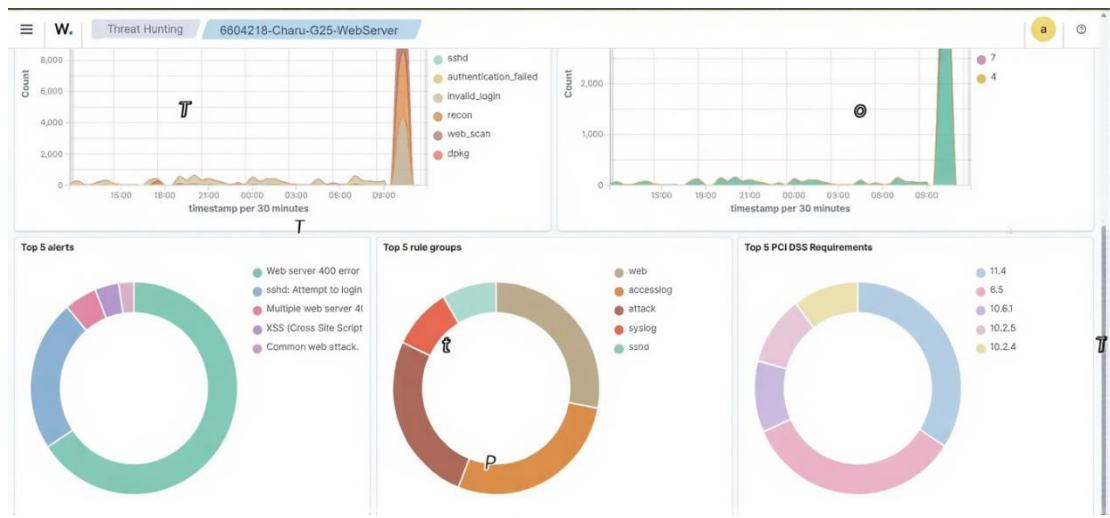 W. Threat Hunting 6604218-Charu-G25-WebServer a
8,000
6,000
4,000
2,000
0
Count
15:00 18:00 21:00 00:00 03:00 06:00 09:00
timestamp per 30 minutes
sshd
authentication_failed
invalid_login
recon
web_scan
dpkg
T
T
2,000
1,000
0
Count
15:00 18:00 21:00 00:00 03:00 06:00 09:00
timestamp per 30 minutes
7
4
o
Top 5 alerts
Web server 400 error
sshd: Attempt to login
Multiple web server 4(
XSS (Cross Site Script
Common web attack.
Top 5 rule groups
web
accesslog
attack
syslog
sshd
t
P
Top 5 PCI DSS Requirements
11.4
6.5
10.6.1
10.2.5
10.2.4
T